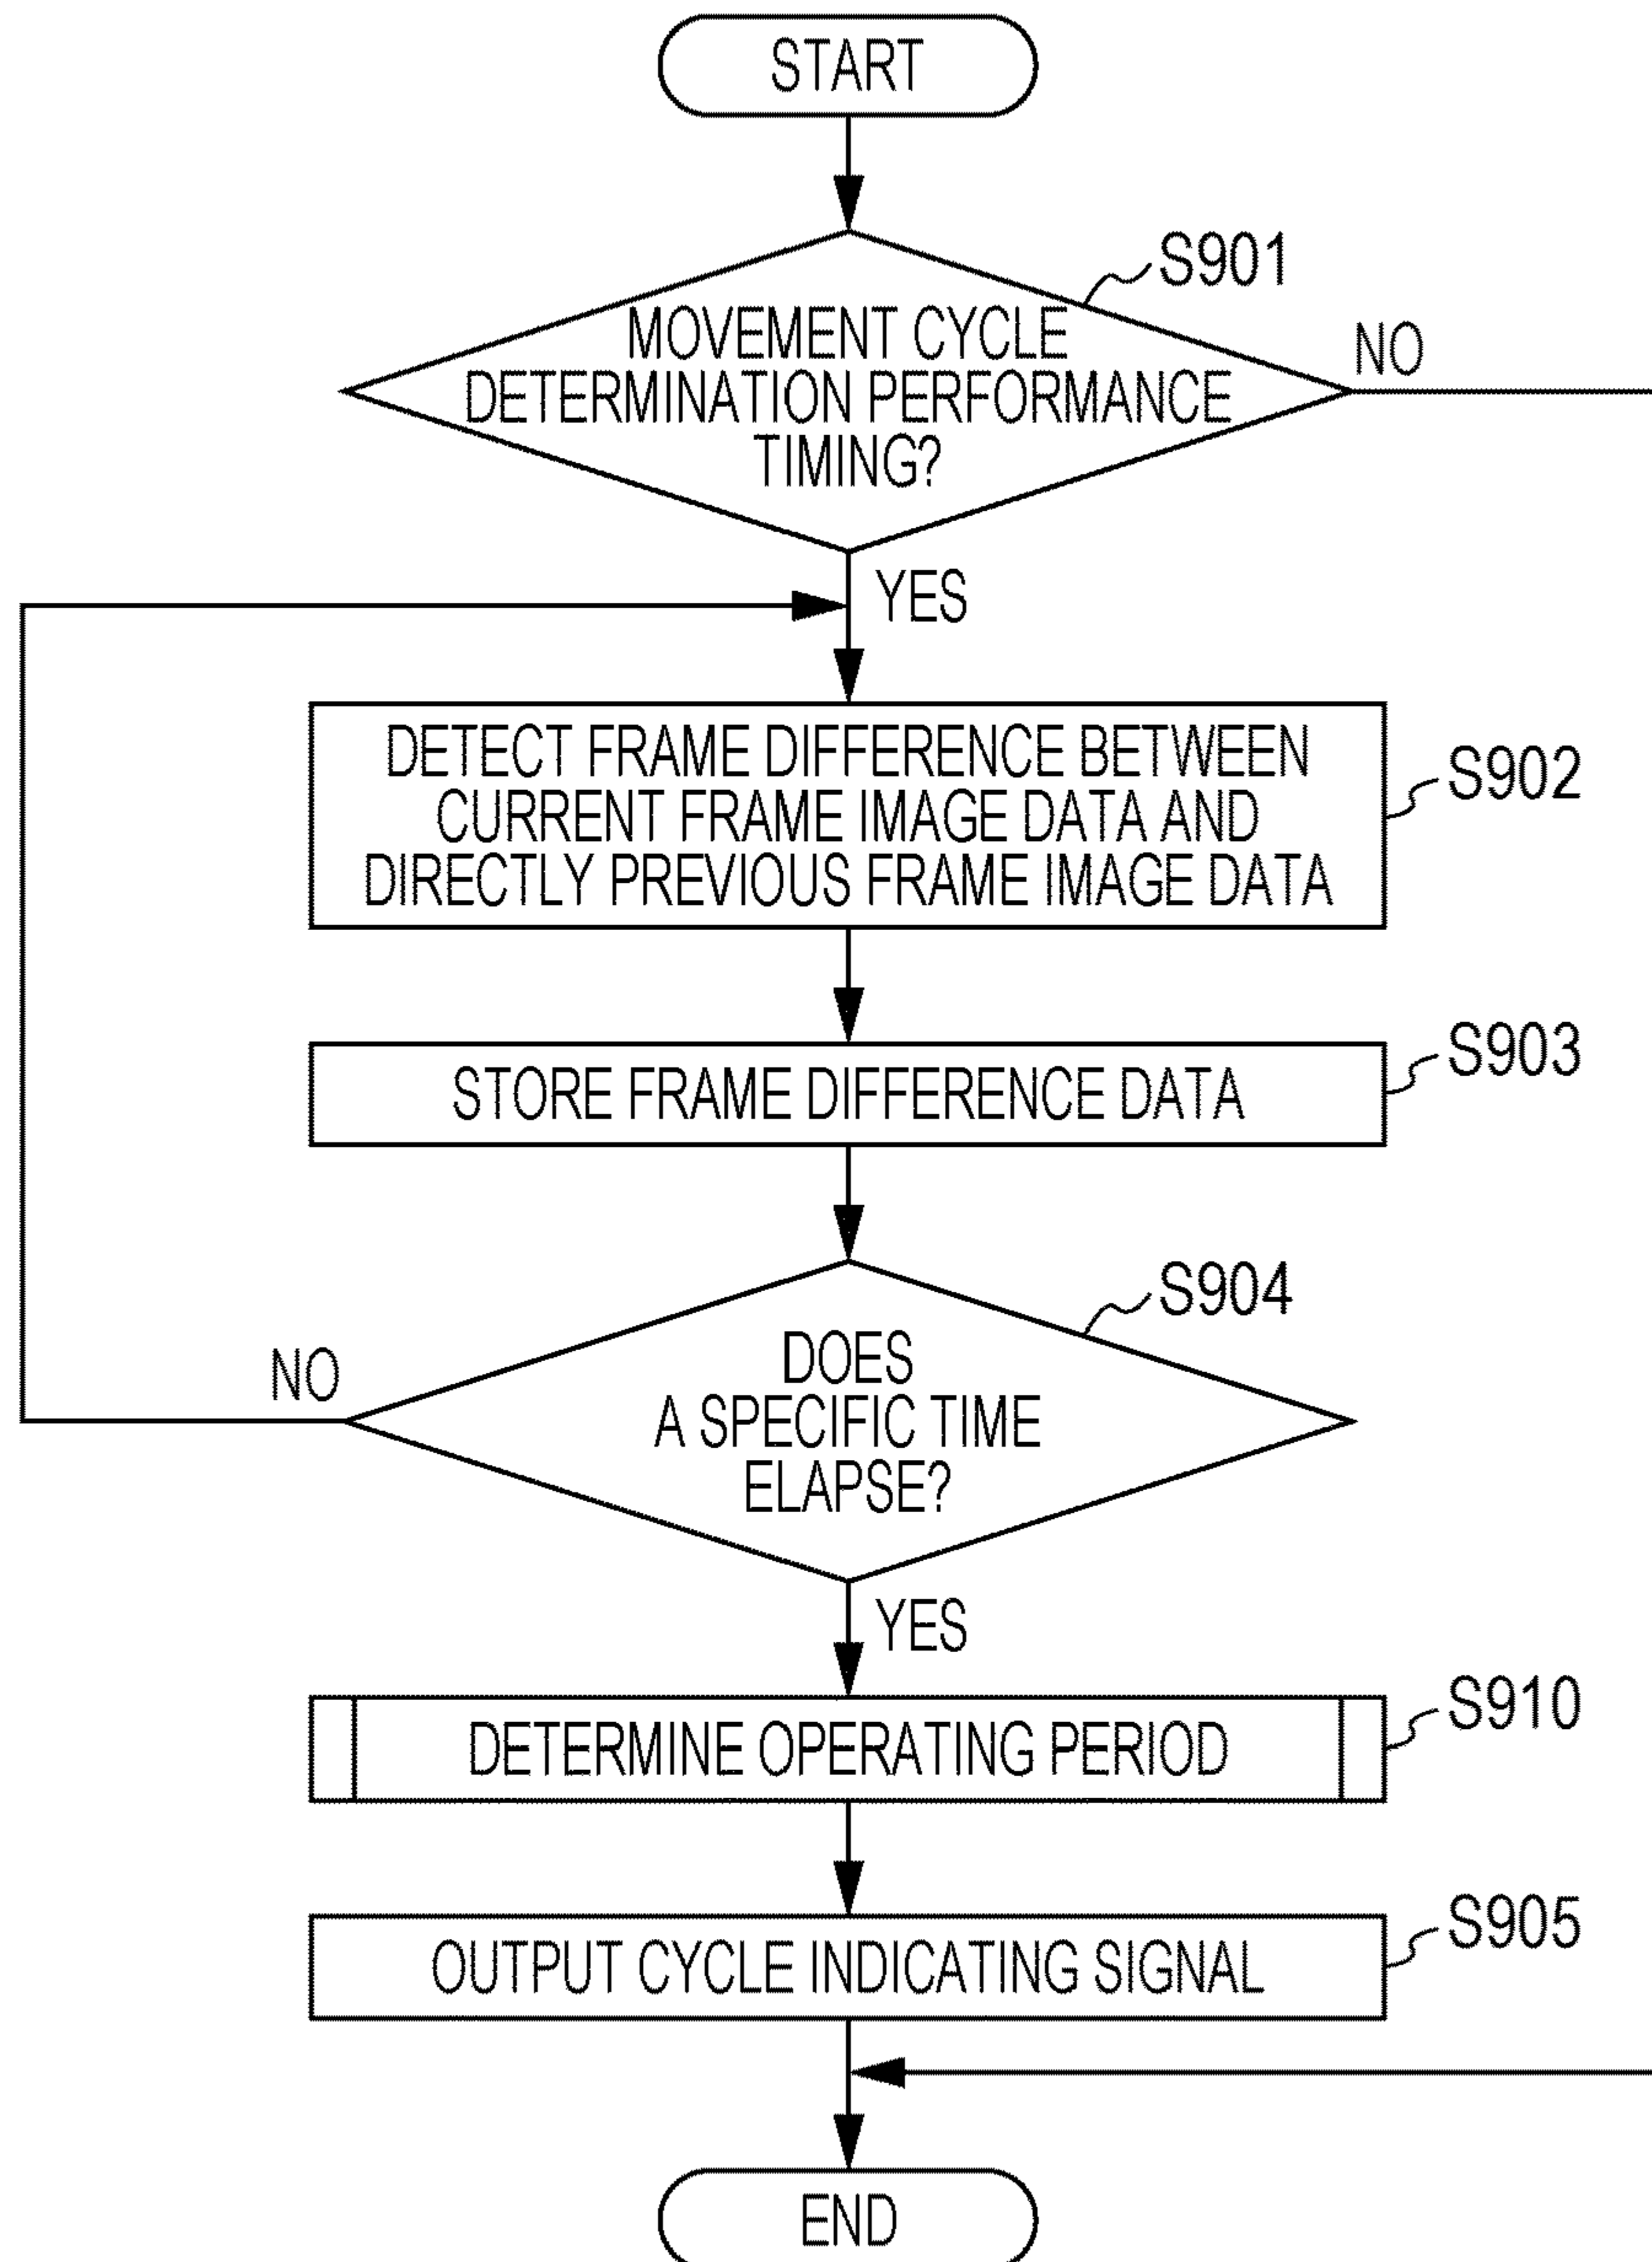 START
S901
MOVEMENT CYCLE
DETERMINATION PERFORMANCE
TIMING?
NO
YES
DETECT FRAME DIFFERENCE BETWEEN
CURRENT FRAME IMAGE DATA AND
DIRECTLY PREVIOUS FRAME IMAGE DATA
S902
STORE FRAME DIFFERENCE DATA
S903
S904
DOES
A SPECIFIC TIME
ELAPSE?
NO
YES
DETERMINE OPERATING PERIOD
S910
OUTPUT CYCLE INDICATING SIGNAL
S905
END